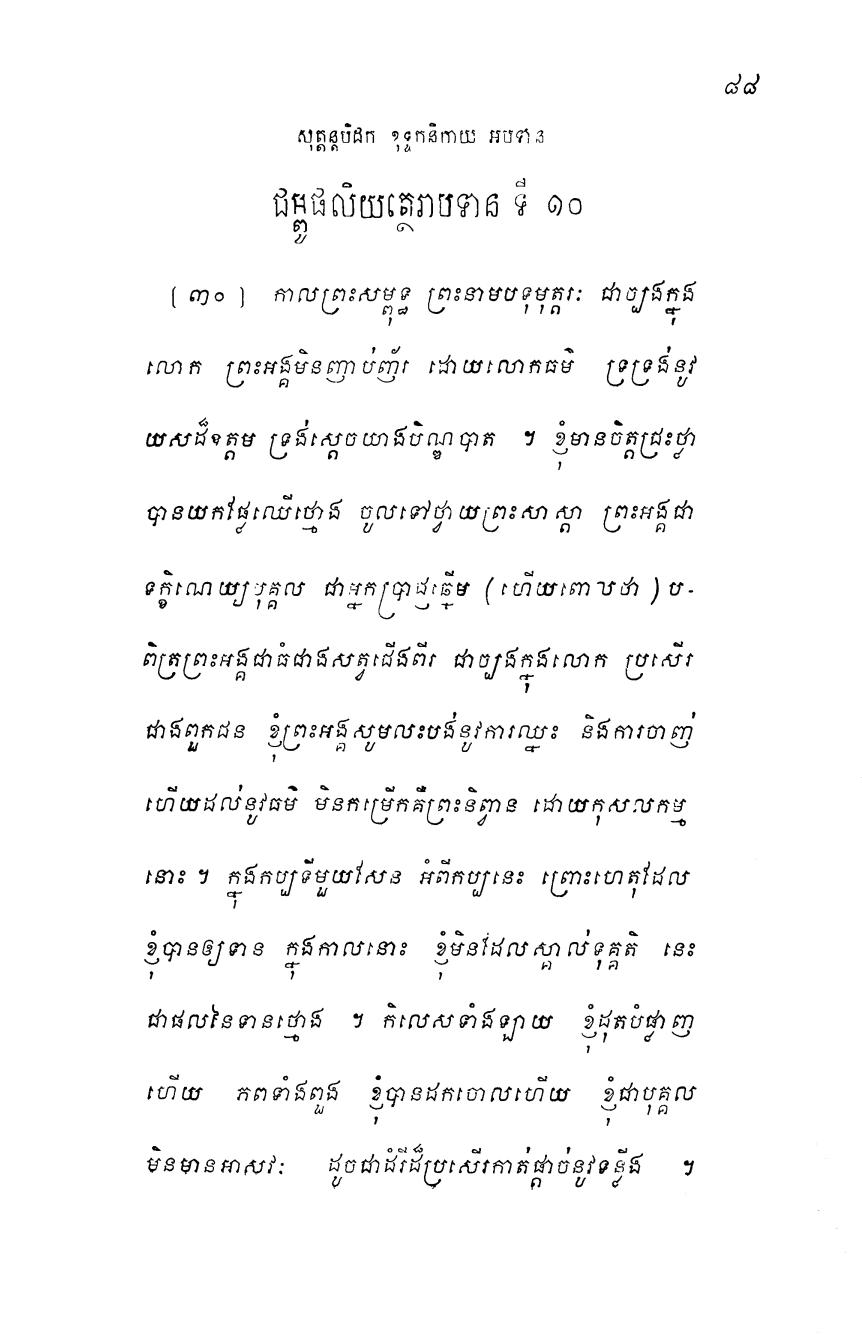 ៨៨
សុត្តន្តបិដក ខុទ្ទកនិកាយ អបទាន
ជម្ពូផលិយត្ថេរាបទាន ទី ១០
(៣០) កាលព្រះសម្ពុទ្ធ ព្រះនាមបទុមុត្តរៈ ជាច្បងក្នុង
លោក ព្រះអង្គមិនញាប់ញ័រ ដោយលោកធម៌ ទ្រទ្រង់នូវ
យសដ៏ឧត្តម ទ្រង់ស្តេចយាងបិណ្ឌបាត ។ ខ្ញុំមានចិត្តជ្រះថ្លា
បានយកផ្លែឈើថ្មោង ចូលទៅថ្វាយព្រះសាស្តា ព្រះអង្គជា
ទក្ខិណេយ្យបុគ្គល ជាអ្នកប្រាជ្ញឆ្នើម (ហើយពោលថា) ប-
ពិត្រព្រះអង្គជាធំជាងសត្វជើងពីរ ជាច្បងក្នុងលោក ប្រសើរ
ជាងពួកជន ខ្ញុំព្រះអង្គសូមលះបង់នូវការឈ្នះ និងការចាញ់
ហើយដល់នូវធម៌ មិនកម្រើកគឺព្រះនិព្វាន ដោយកុសលកម្ម
នោះ ។ ក្នុងកប្បទីមួយសែន អំពីកប្បនេះ ព្រោះហេតុដែល
ខ្ញុំបានឲ្យទាន ក្នុងកាលនោះ ខ្ញុំមិនដែលស្គាល់ទុគ្គតិ នេះ
ជាផលនៃទានថ្មោង ។ កិលេសទាំងឡាយ ខ្ញុំដុតបំផ្លាញ
ហើយ ភពទាំងពួង ខ្ញុំបានដកចោលហើយ ខ្ញុំជាបុគ្គល
មិនមានអាសវៈ ដូចជាដំរីដ៏ប្រសើរកាត់ផ្តាច់នូវទន្លីង ។